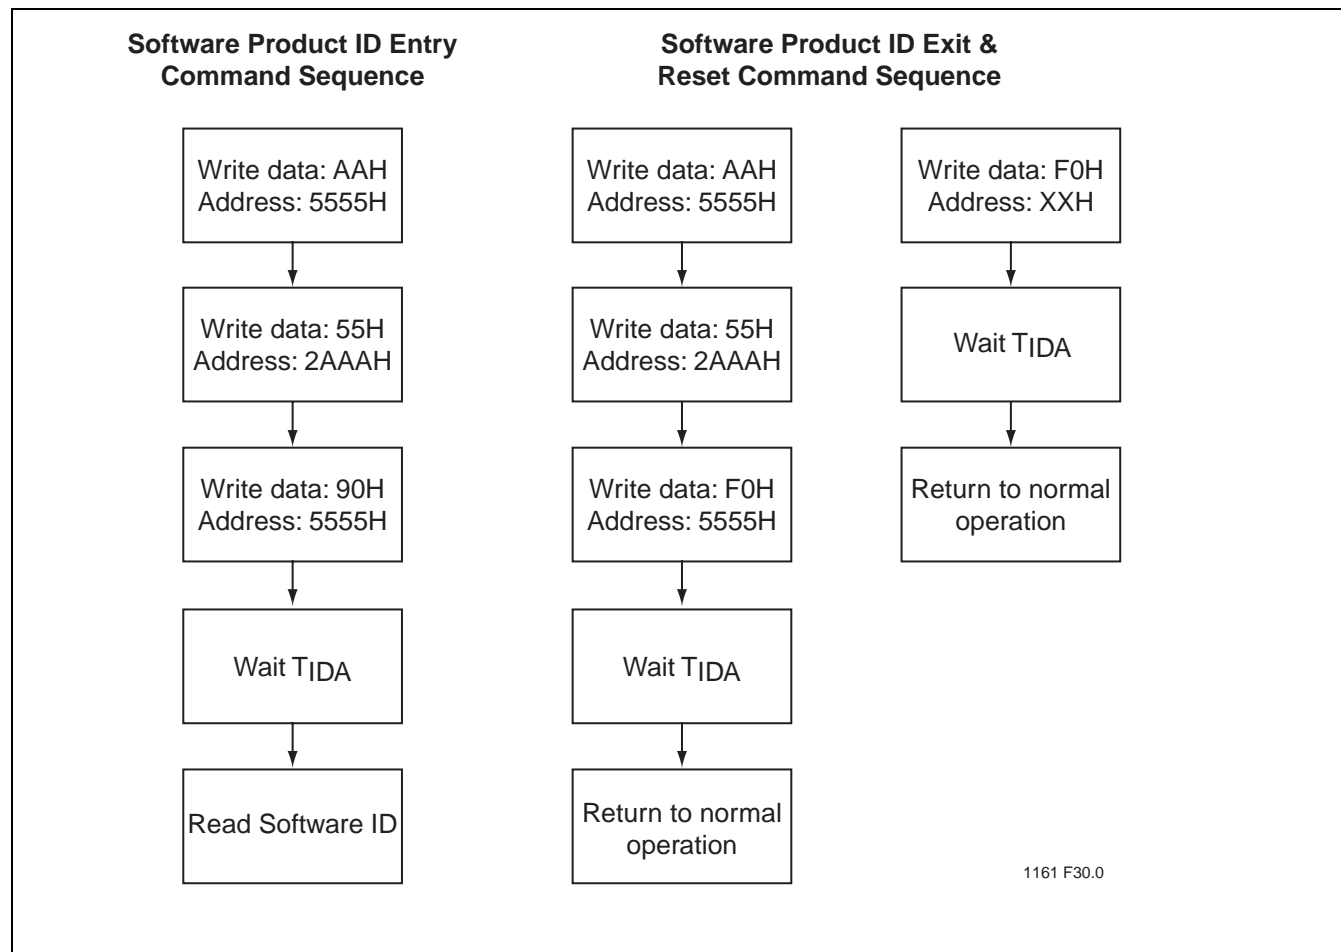 Software Product ID Entry
Command Sequence
Write data: AAH
Address: 5555H
Write data: 55H
Address: 2AAAH
Write data: 90H
Address: 5555H
Wait TIDA
Read Software ID
Software Product ID Exit &
Reset Command Sequence
Write data: AAH
Address: 5555H
Write data: 55H
Address: 2AAAH
Write data: F0H
Address: 5555H
Wait TIDA
Return to normal
operation
Write data: F0H
Address: XXH
Wait TIDA
Return to normal
operation
1161 F30.0